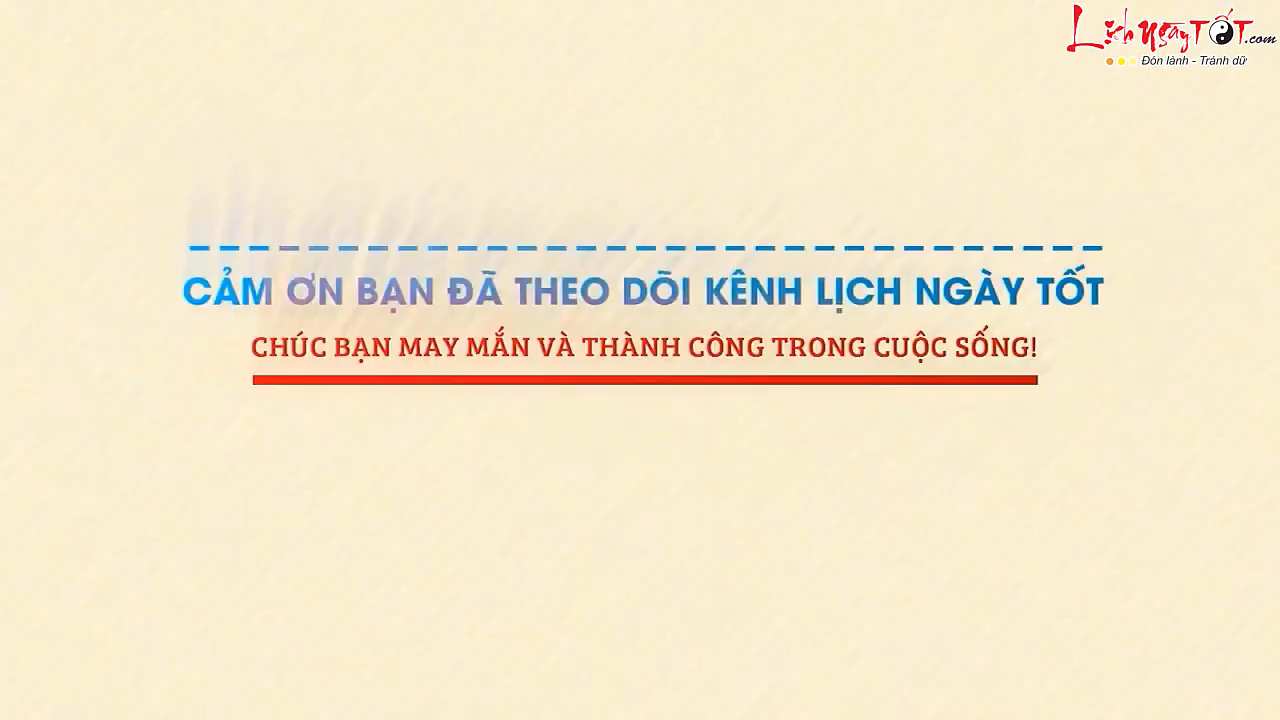 LịchNgàyTỐT.com
Đón lành - Tránh dữ
CẢM ƠN BẠN ĐÃ THEO DÕI KÊNH LỊCH NGÀY TỐT
CHÚC BẠN MAY MẮN VÀ THÀNH CÔNG TRONG CUỘC SỐNG!